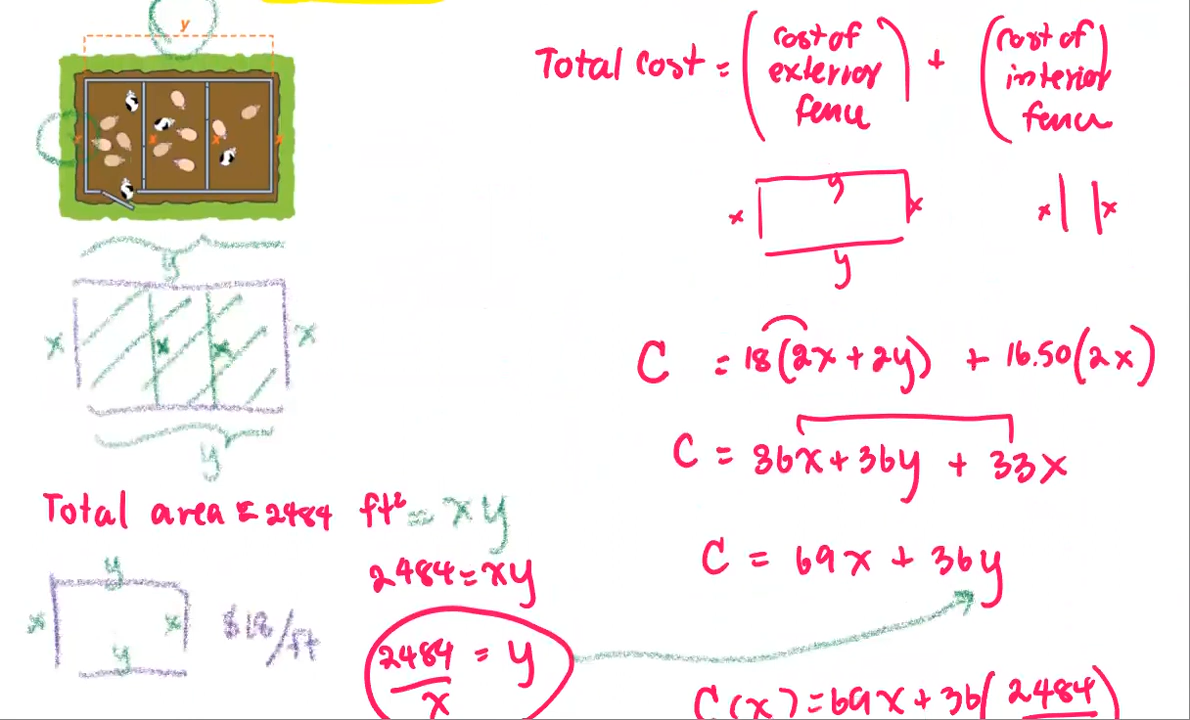 y
x x x x
y
x x x x
y
Total area = 2484 ft² = xy
y
x x $18/ft
y
2484 = xy
2484/x = y
Total cost = (cost of exterior fence) + (cost of interior fence)
y
x x x x
y
C = 18(2x + 2y) + 16.50(2x)
C = 36x + 36y + 33x
C = 69x + 36y
C(x) = 69x + 36(2484